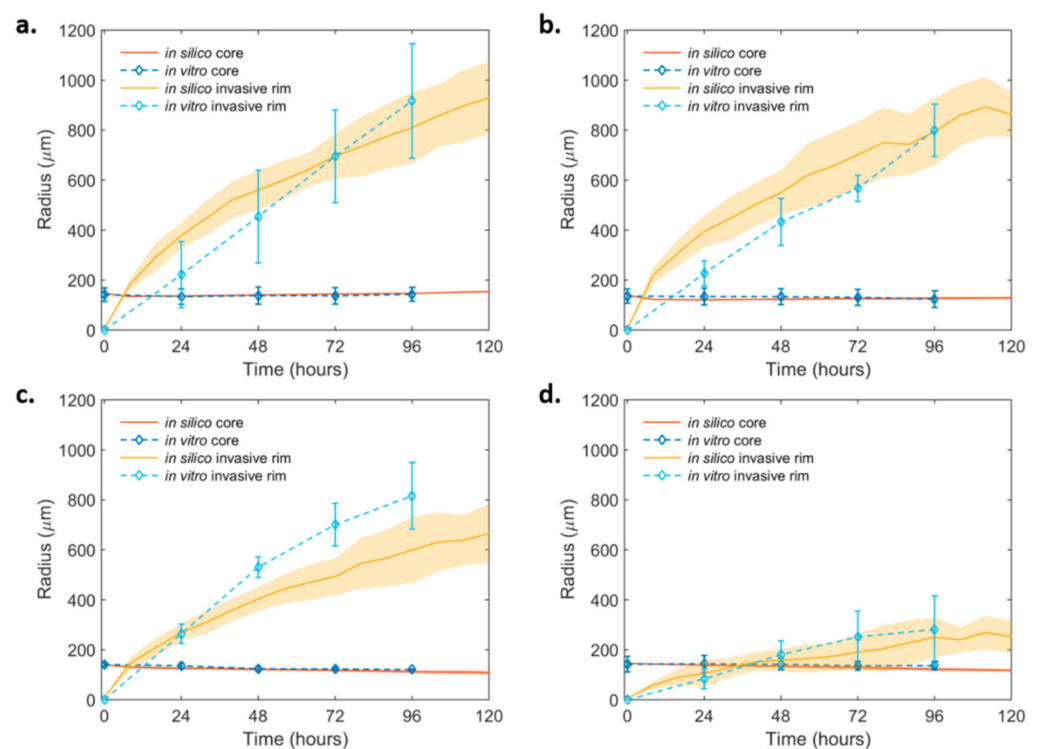 a.
1200
1000
800
600
400
200
0
Radius (μm)
in silico core
in vitro core
in silico invasive rim
in vitro invasive rim
0 24 48 72 96 120
Time (hours)
b.
1200
1000
800
600
400
200
0
Radius (μm)
in silico core
in vitro core
in silico invasive rim
in vitro invasive rim
0 24 48 72 96 120
Time (hours)
c.
1200
1000
800
600
400
200
0
Radius (μm)
in silico core
in vitro core
in silico invasive rim
in vitro invasive rim
0 24 48 72 96 120
Time (hours)
d.
1200
1000
800
600
400
200
0
Radius (μm)
in silico core
in vitro core
in silico invasive rim
in vitro invasive rim
0 24 48 72 96 120
Time (hours)